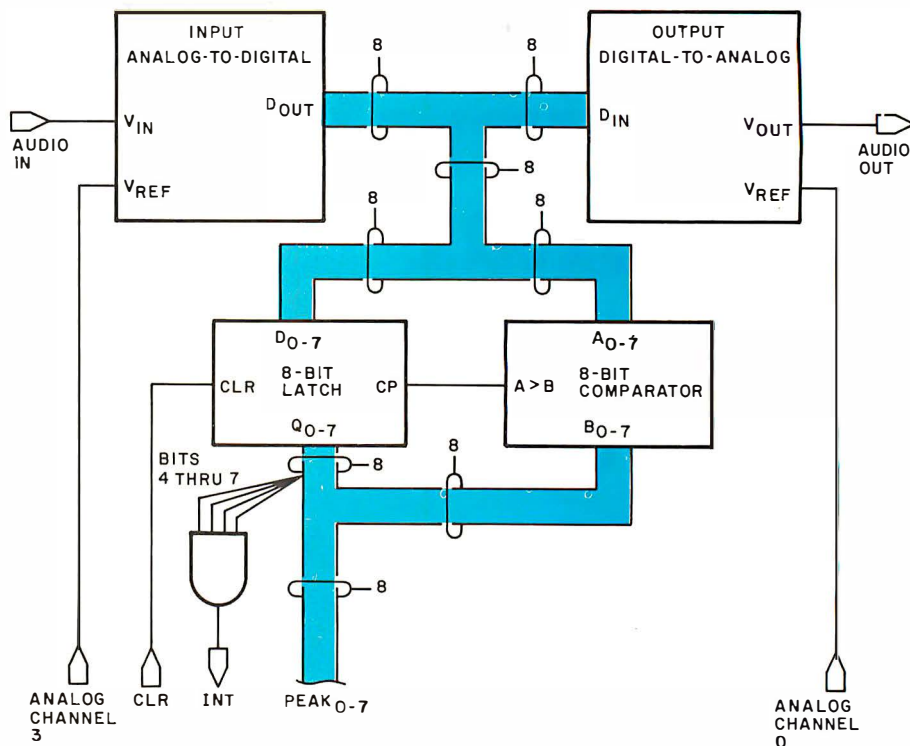 INPUT
ANALOG-TO-DIGITAL
OUTPUT
DIGITAL-TO-ANALOG
8
8
DOUT
DIN
VIN
VOUT
AUDIO
IN
AUDIO
OUT
8
VREF
VREF
8
8
D0-7
8-BIT
LATCH
CLR
CP
Q0-7
A0-7
A>B
8-BIT
COMPARATOR
B0-7
BITS
4 THRU 7
8
8
8
ANALOG
CHANNEL
3
CLR
INT
PEAK0-7
ANALOG
CHANNEL
0